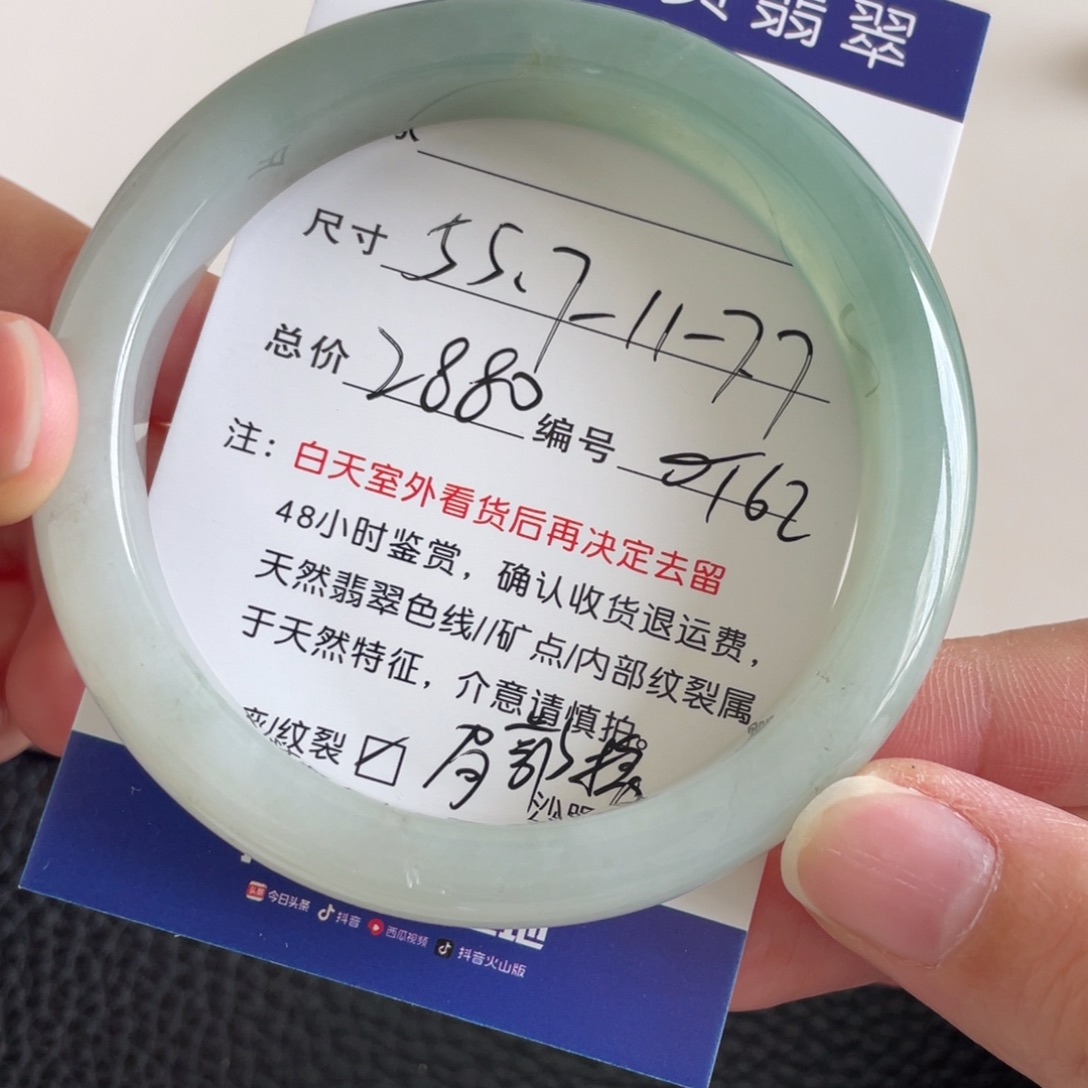 翡翠
尺寸 55.7-11-7.7
总价 2880 编号 0162
注：白天室外看货后再决定去留
48小时鉴赏，确认收货退运费，
天然翡翠色线//矿点/内部纹裂属
于天然特征，介意请慎拍。
纹裂 ☑
今日头条 抖音 西瓜视频 抖音火山版